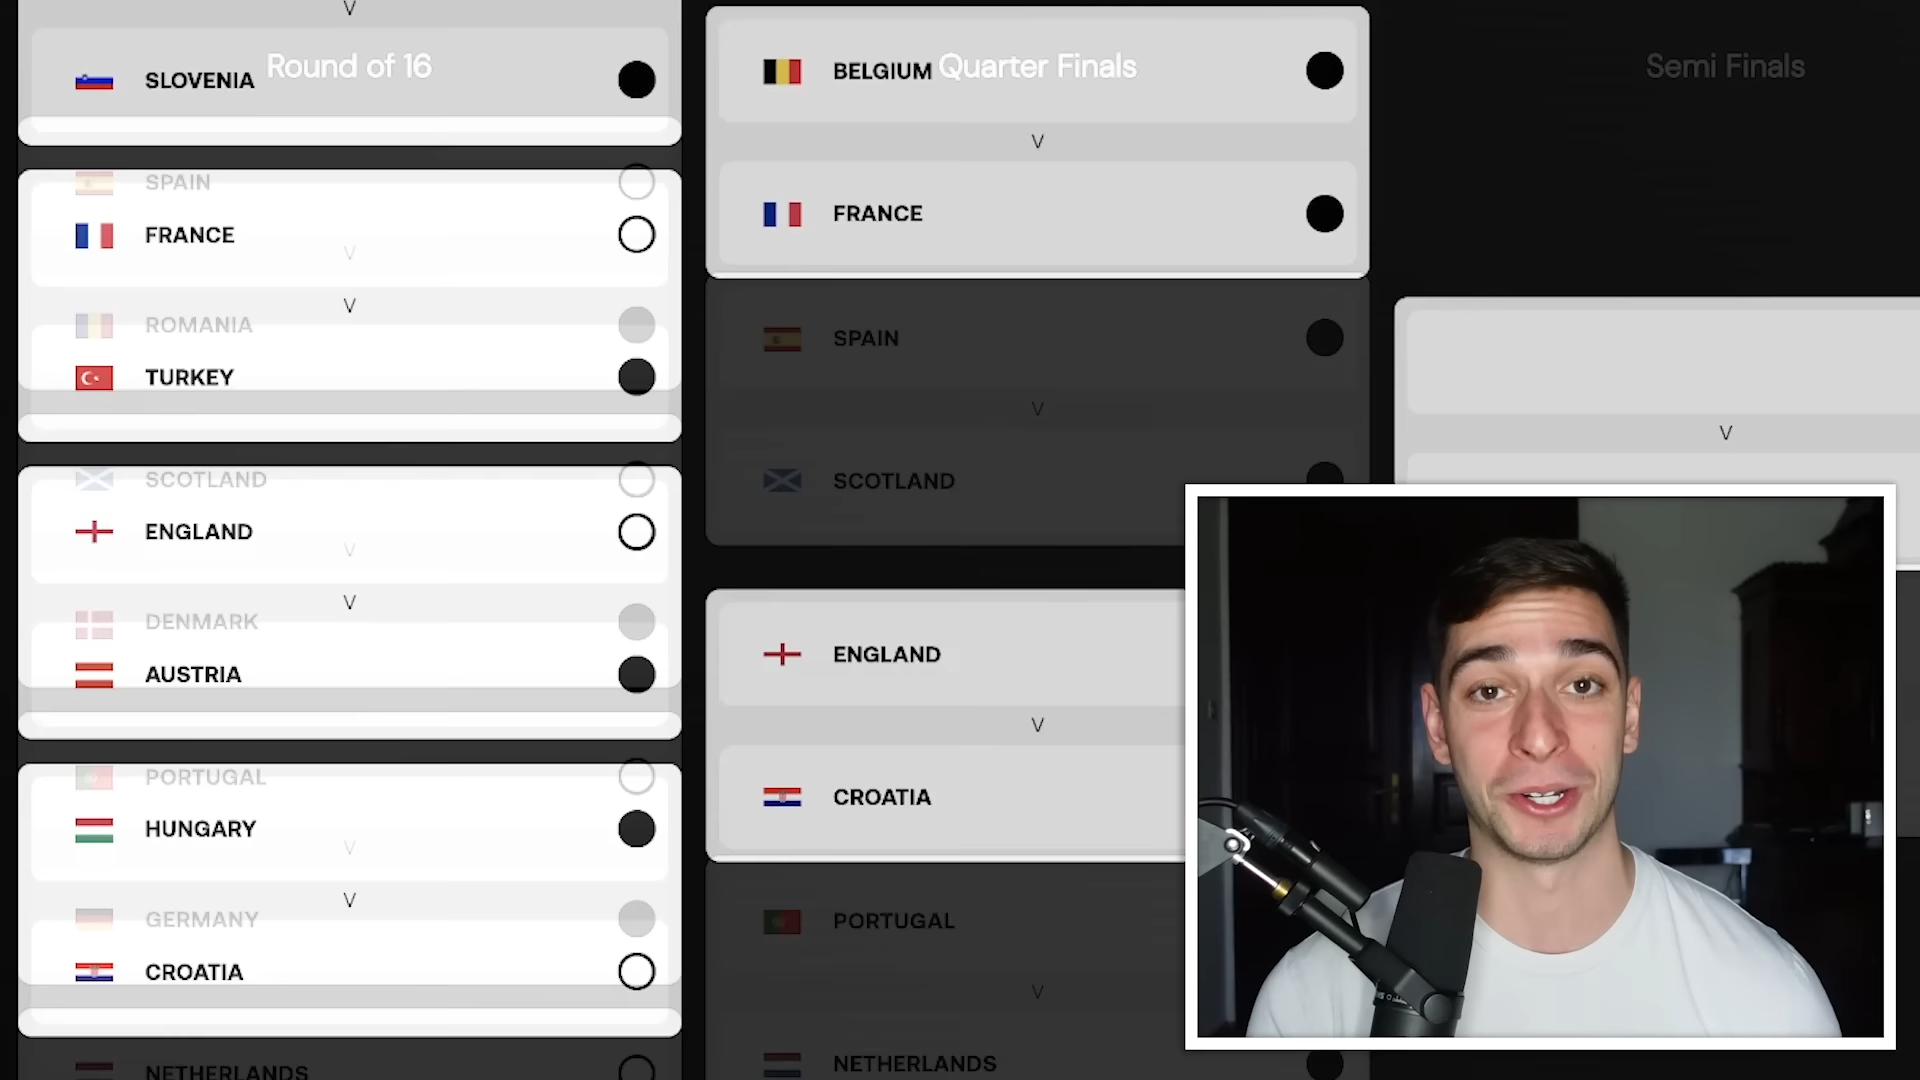 V
SLOVENIA
Round of 16
SPAIN
FRANCE
V
V
ROMANIA
TURKEY
SCOTLAND
ENGLAND
V
V
DENMARK
AUSTRIA
PORTUGAL
HUNGARY
V
V
GERMANY
CROATIA
NETHERLANDS
BELGIUM
Quarter Finals
V
FRANCE
SPAIN
V
SCOTLAND
ENGLAND
V
CROATIA
PORTUGAL
V
NETHERLANDS
Semi Finals
V